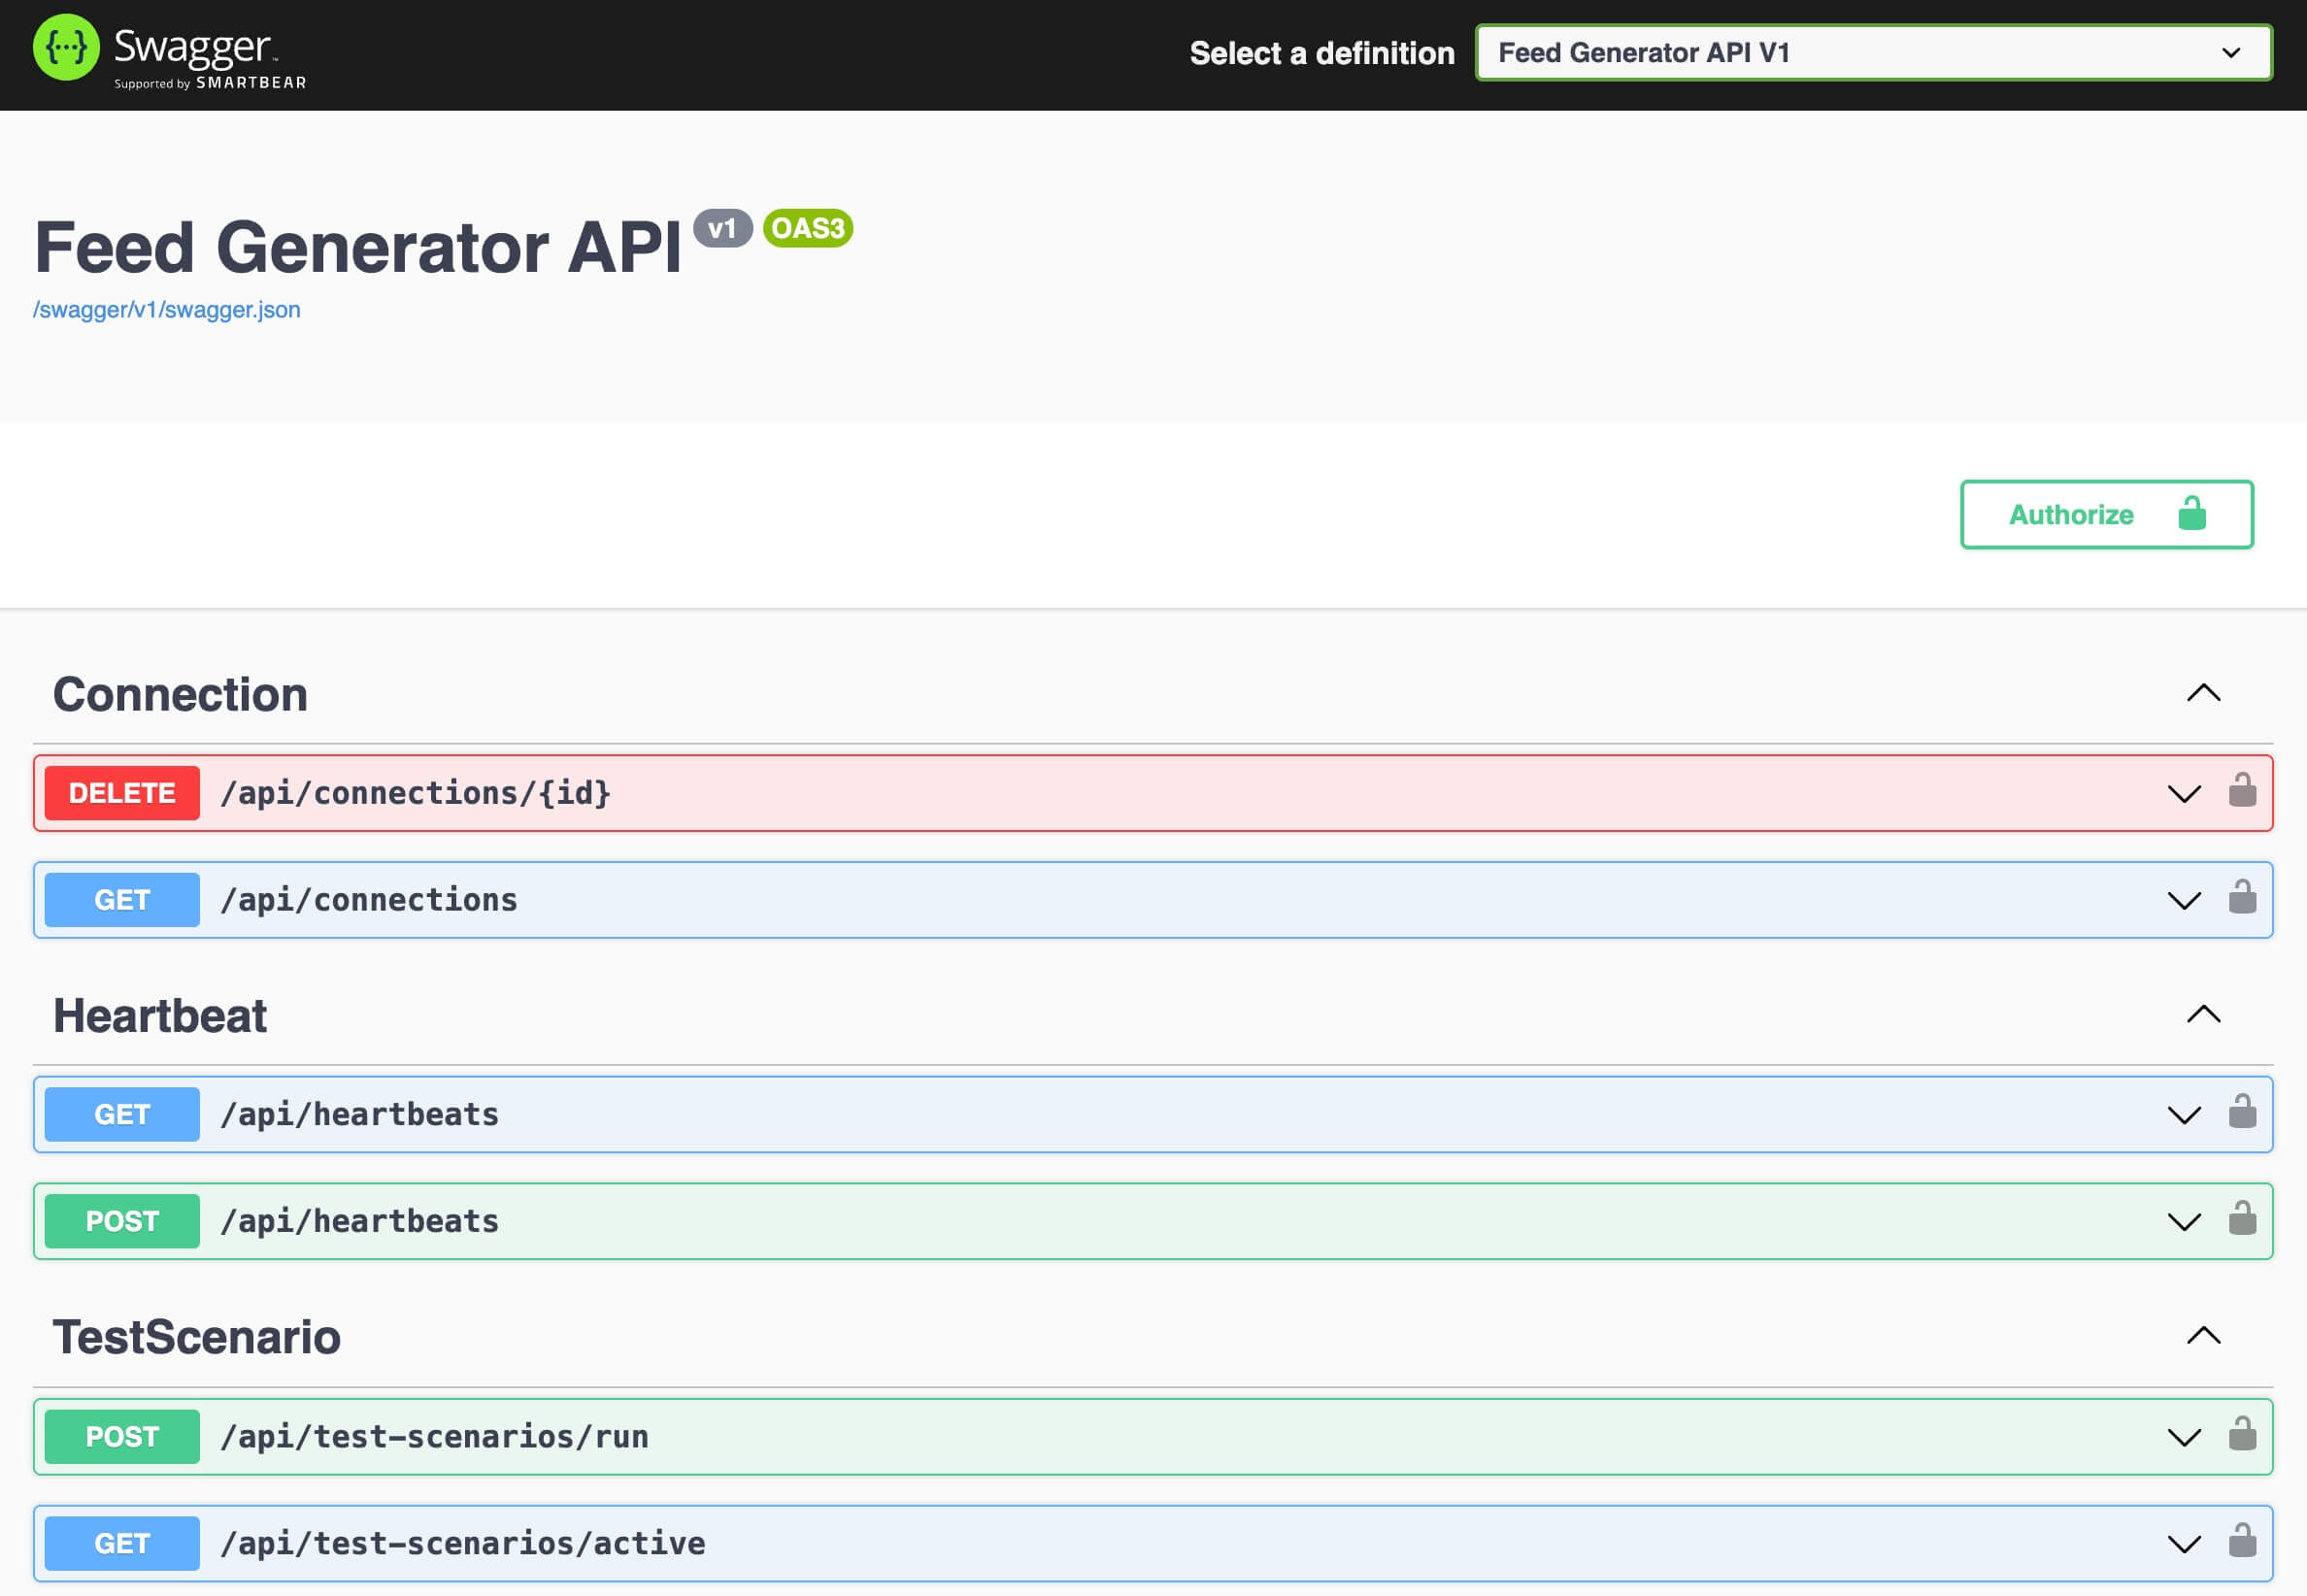 {···} Swagger™
Supported by SMARTBEAR
Select a definition
Feed Generator API V1
Feed Generator API v1 OAS3
/swagger/v1/swagger.json
Authorize
Connection
DELETE /api/connections/{id}
GET /api/connections
Heartbeat
GET /api/heartbeats
POST /api/heartbeats
TestScenario
POST /api/test-scenarios/run
GET /api/test-scenarios/active